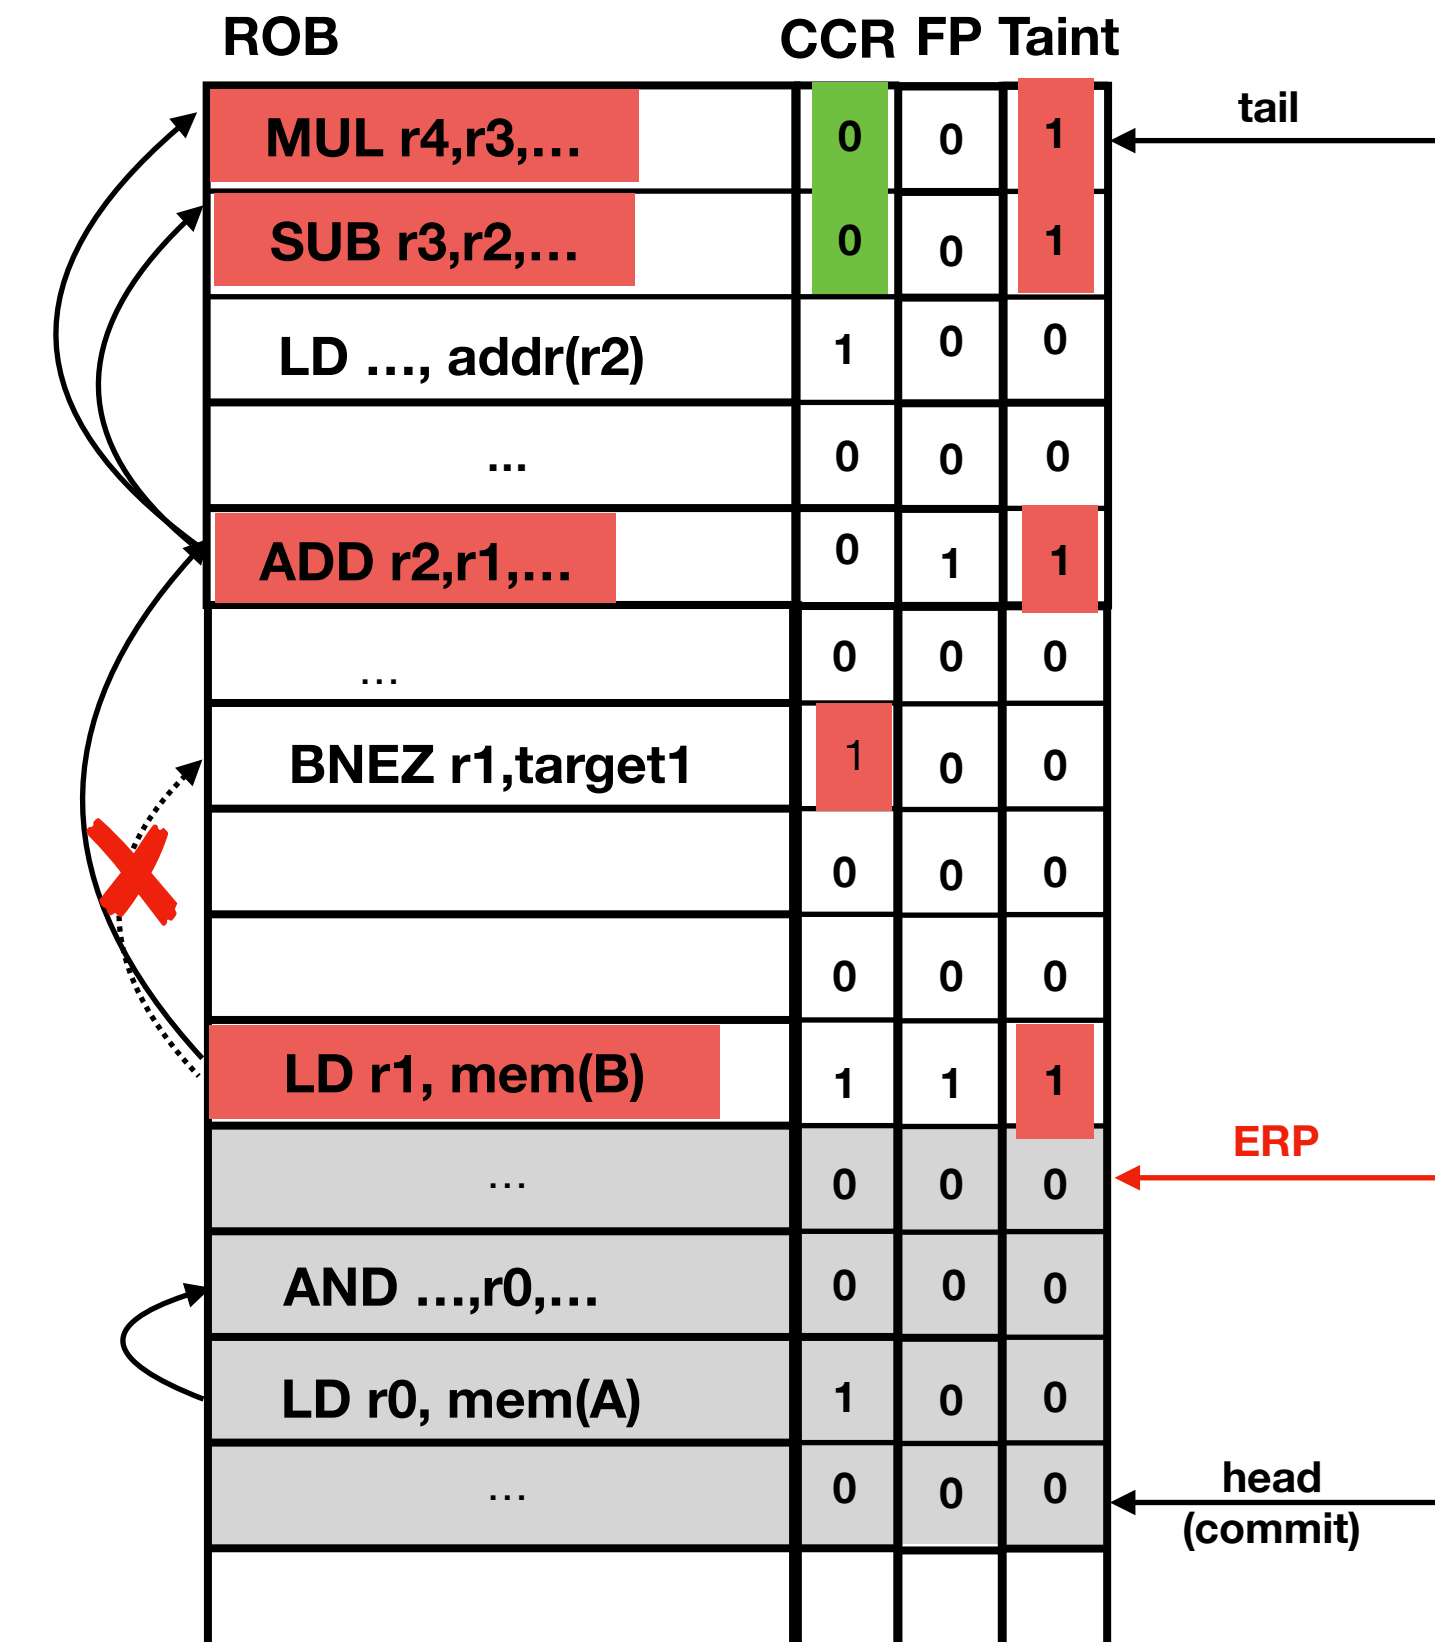 ROB CCR FP Taint
MUL r4,r3,... 0 0 1 tail
SUB r3,r2,... 0 0 1
LD ..., addr(r2) 1 0 0
... 0 0 0
ADD r2,r1,... 0 1 1
... 0 0 0
BNEZ r1,target1 1 0 0
0 0 0
0 0 0
LD r1, mem(B) 1 1 1
ERP
... 0 0 0
AND ...,r0,... 0 0 0
LD r0, mem(A) 1 0 0
... 0 0 0 head
(commit)